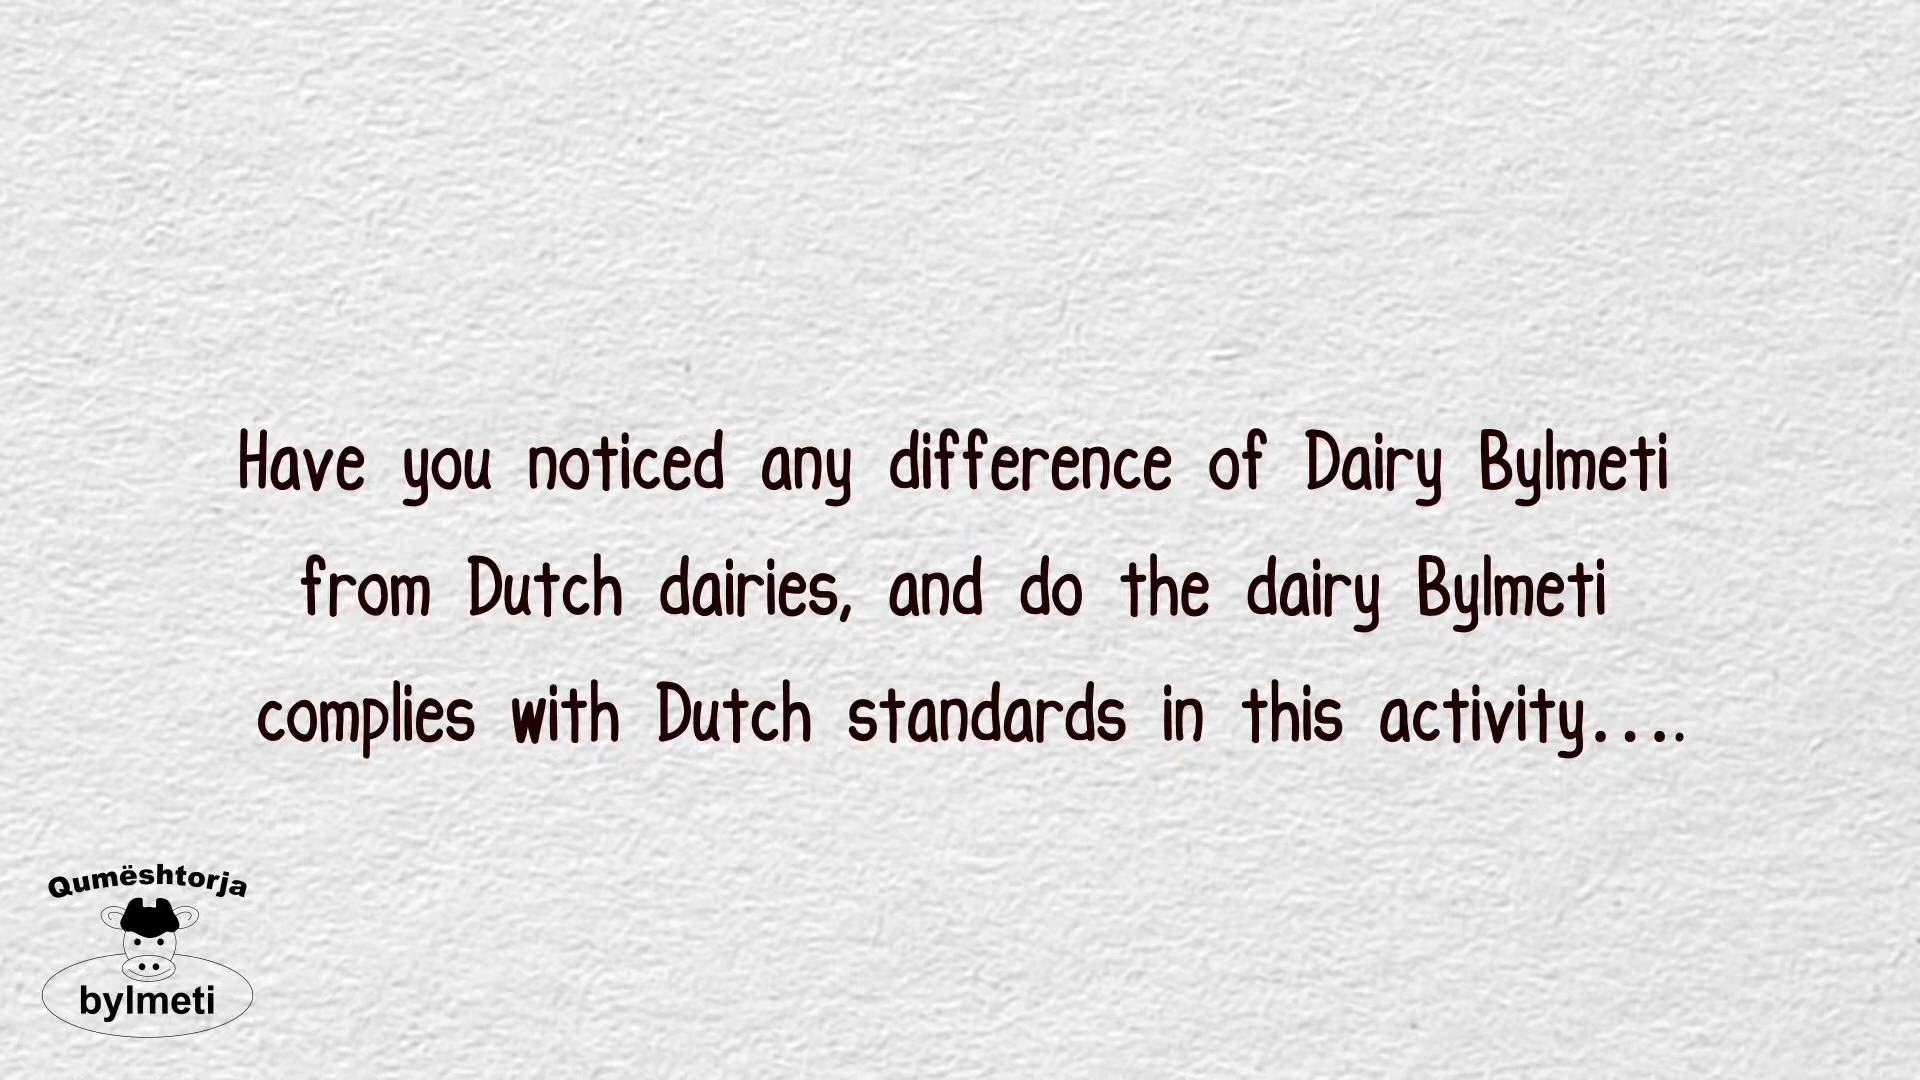 Have you noticed any difference of Dairy Bylmeti
from Dutch dairies, and do the dairy Bylmeti
complies with Dutch standards in this activity....
Qumështorja
bylmeti